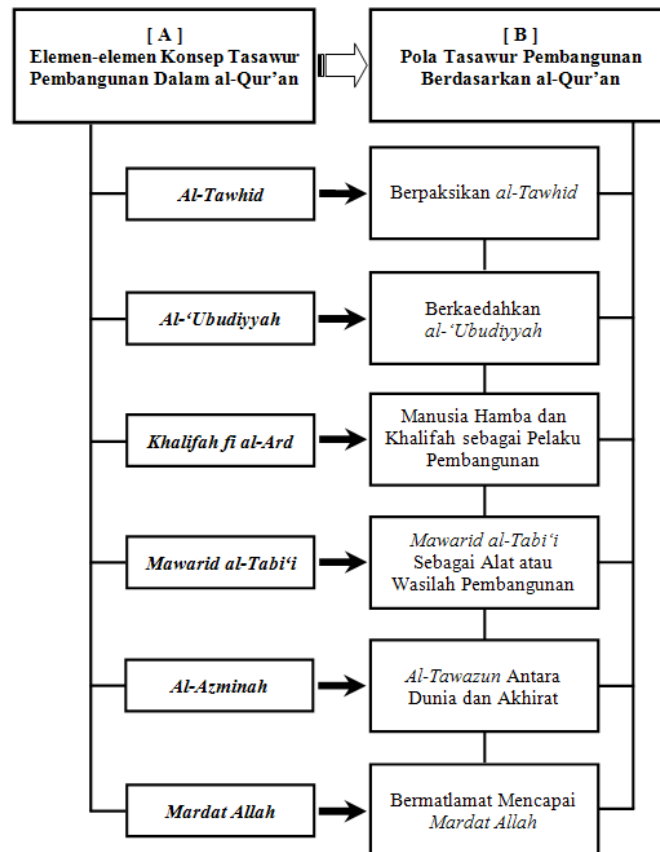 [ A ]
Elemen-elemen Konsep Tasawur
Pembangunan Dalam al-Qur’an
[ B ]
Pola Tasawur Pembangunan
Berdasarkan al-Qur’an
Al-Tawhid
Berpaksikan al-Tawhid
Al-‘Ubudiyyah
Berkaedahkan
al-‘Ubudiyyah
Khalifah fi al-Ard
Manusia Hamba dan
Khalifah sebagai Pelaku
Pembangunan
Mawarid al-Tabi‘i
Mawarid al-Tabi‘i
Sebagai Alat atau
Wasilah Pembangunan
Al-Azminah
Al-Tawazun Antara
Dunia dan Akhirat
Mardat Allah
Bermatlamat Mencapai
Mardat Allah